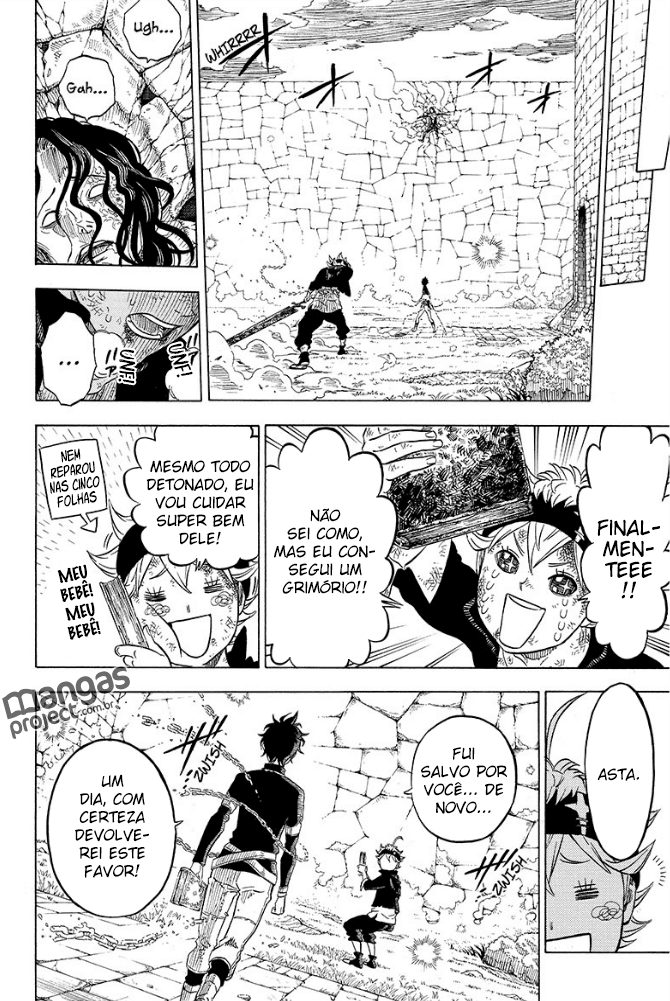 WHIRRRR
Ugh...
Gah...
UNF!
UNF!
...
FINAL-
MEN-
TEEE
!!
NÃO
SEI COMO,
MAS EU CON-
SEGUI UM
GRIMÓRIO!!
MESMO TODO
DETONADO, EU
VOU CUIDAR
SUPER BEM
DELE!
NEM
REPAROU
NAS CINCO
FOLHAS
MEU
BEBÊ!
MEU
BEBÊ!
ASTA.
FUI
SALVO POR
VOCÊ... DE
NOVO...
ZWISH
ZWISH
UM
DIA, COM
CERTEZA
DEVOLVE-
REI ESTE
FAVOR!
mangas
project.com.br